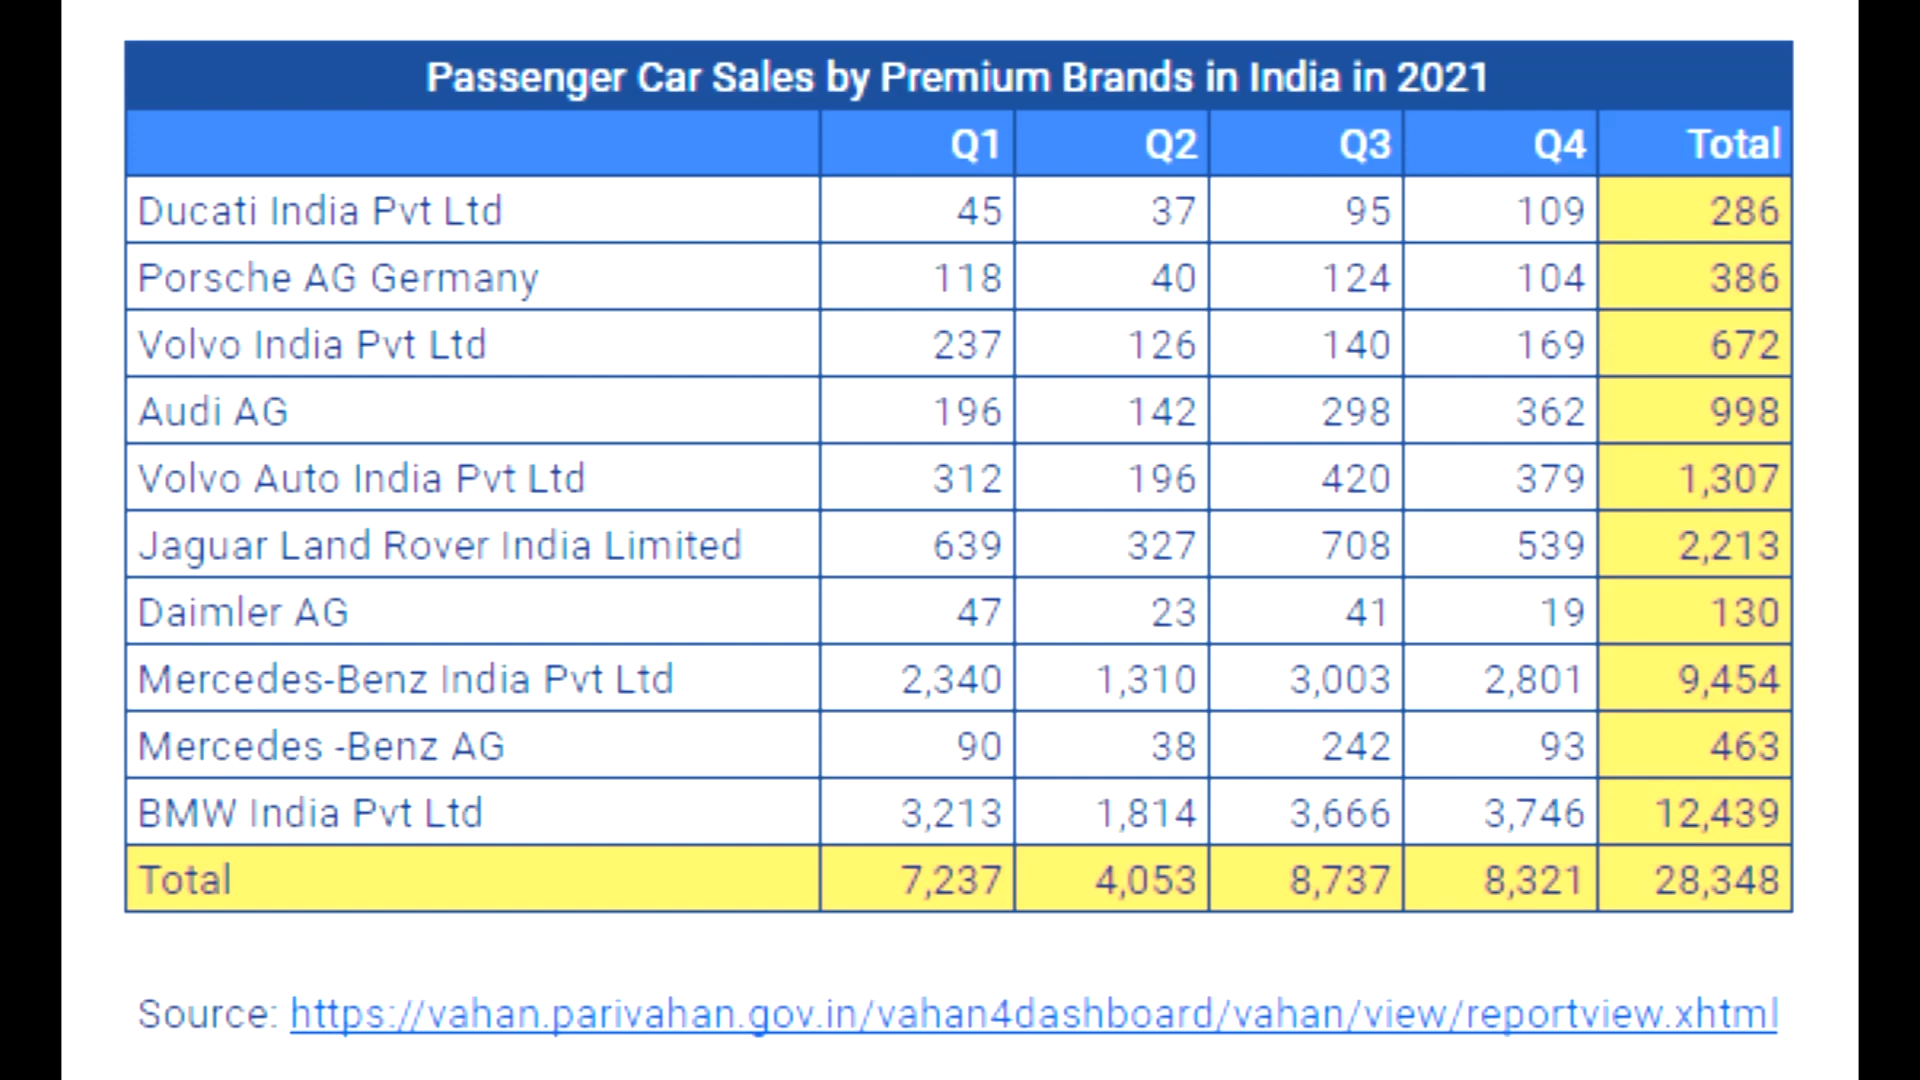 Passenger Car Sales by Premium Brands in India in 2021
Q1 Q2 Q3 Q4 Total
Ducati India Pvt Ltd 45 37 95 109 286
Porsche AG Germany 118 40 124 104 386
Volvo India Pvt Ltd 237 126 140 169 672
Audi AG 196 142 298 362 998
Volvo Auto India Pvt Ltd 312 196 420 379 1,307
Jaguar Land Rover India Limited 639 327 708 539 2,213
Daimler AG 47 23 41 19 130
Mercedes-Benz India Pvt Ltd 2,340 1,310 3,003 2,801 9,454
Mercedes -Benz AG 90 38 242 93 463
BMW India Pvt Ltd 3,213 1,814 3,666 3,746 12,439
Total 7,237 4,053 8,737 8,321 28,348
Source: https://vahan.parivahan.gov.in/vahan4dashboard/vahan/view/reportview.xhtml